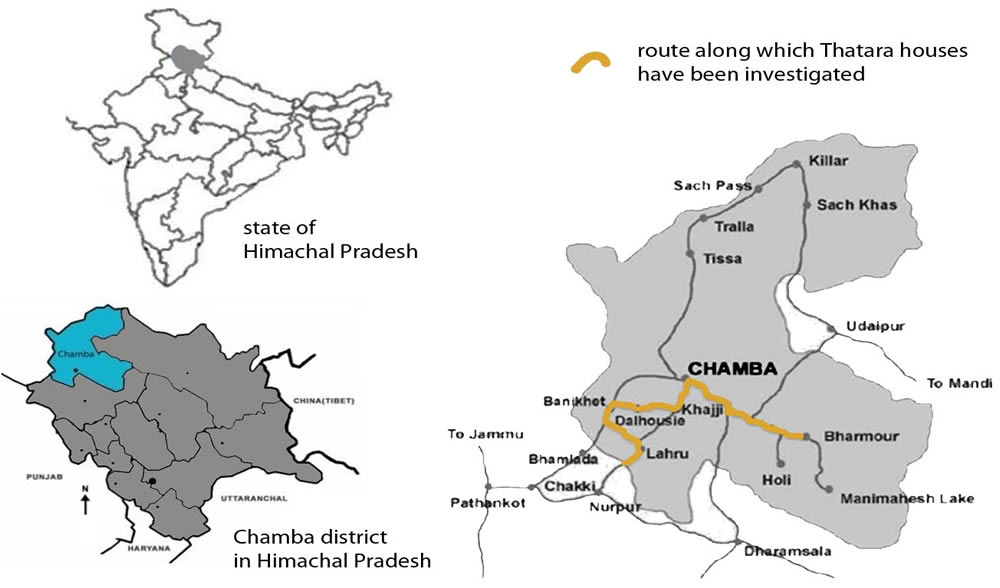 route along which Thatara houses
have been investigated
state of
Himachal Pradesh
Killar
Sach Pass
Sach Khas
Tralla
Tissa
Udaipur
To Mandi
CHAMBA
Banikhet
Khajji
Dalhousie
Bharmour
To Jammu
Lahru
Bhamlada
Holi
Chakki
Manimahesh Lake
Pathankot
Nurpur
Dharamsala
Chamba
CHINA(TIBET)
PUNJAB
N
UTTARANCHAL
HARYANA
Chamba district
in Himachal Pradesh